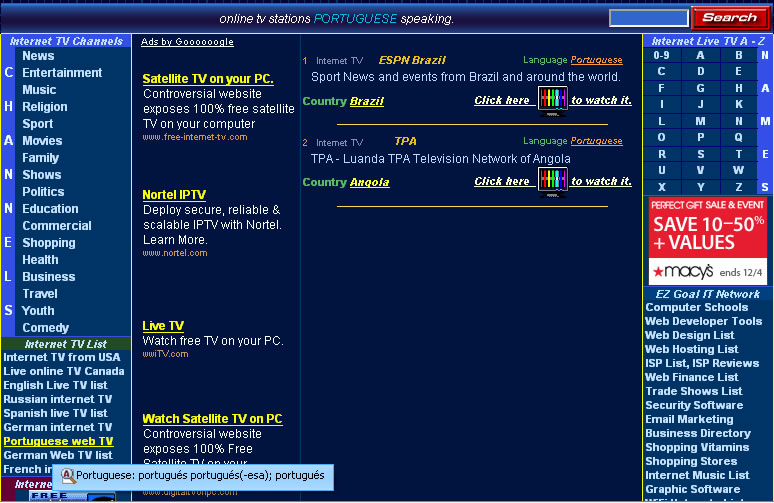 online tv stations PORTUGUESE speaking.
Search
Internet TV Channels
C H A N N E L S
News
Entertainment
Music
Religion
Sport
Movies
Family
Shows
Politics
Education
Commercial
Shopping
Health
Business
Travel
Youth
Comedy
Internet TV List
Internet TV from USA
Live online TV Canada
English Live TV list
Russian internet TV
Spanish live TV list
German internet TV
Portuguese web TV
German Web TV list
French in
Portuguese: portugués portugués(-esa); portugués
Internet
FREE
Ads by Goooooogle
Satellite TV on your PC.
Controversial website
exposes 100% free satellite
TV on your computer
www.free-internet-tv.com
Nortel IPTV
Deploy secure, reliable &
scalable IPTV with Nortel.
Learn More.
www.nortel.com
Live TV
Watch free TV on your PC.
wwiTV.com
Watch Satellite TV on PC
Controversial website
exposes 100% Free
Satellite TV on your
www.digitaltvonpc.com
1 Internet TV ESPN Brazil Language Portuguese
Sport News and events from Brazil and around the world.
Country Brazil Click here to watch it.
2 Internet TV TPA Language Portuguese
TPA - Luanda TPA Television Network of Angola
Country Angola Click here to watch it.
Internet Live TV A - Z
0-9 A B
C D E
F G H
I J K
L M N
O P Q
R S T
U V W
X Y Z
N A M E S
PERFECT GIFT SALE & EVENT
SAVE 10-50%
+ VALUES
macy's ends 12/4
EZ Goal IT Network
Computer Schools
Web Developer Tools
Web Design List
Web Hosting List
ISP List, ISP Reviews
Web Finance List
Trade Shows List
Security Software
Email Marketing
Business Directory
Shopping Vitamins
Shopping Stores
Internet Music List
Graphic Software